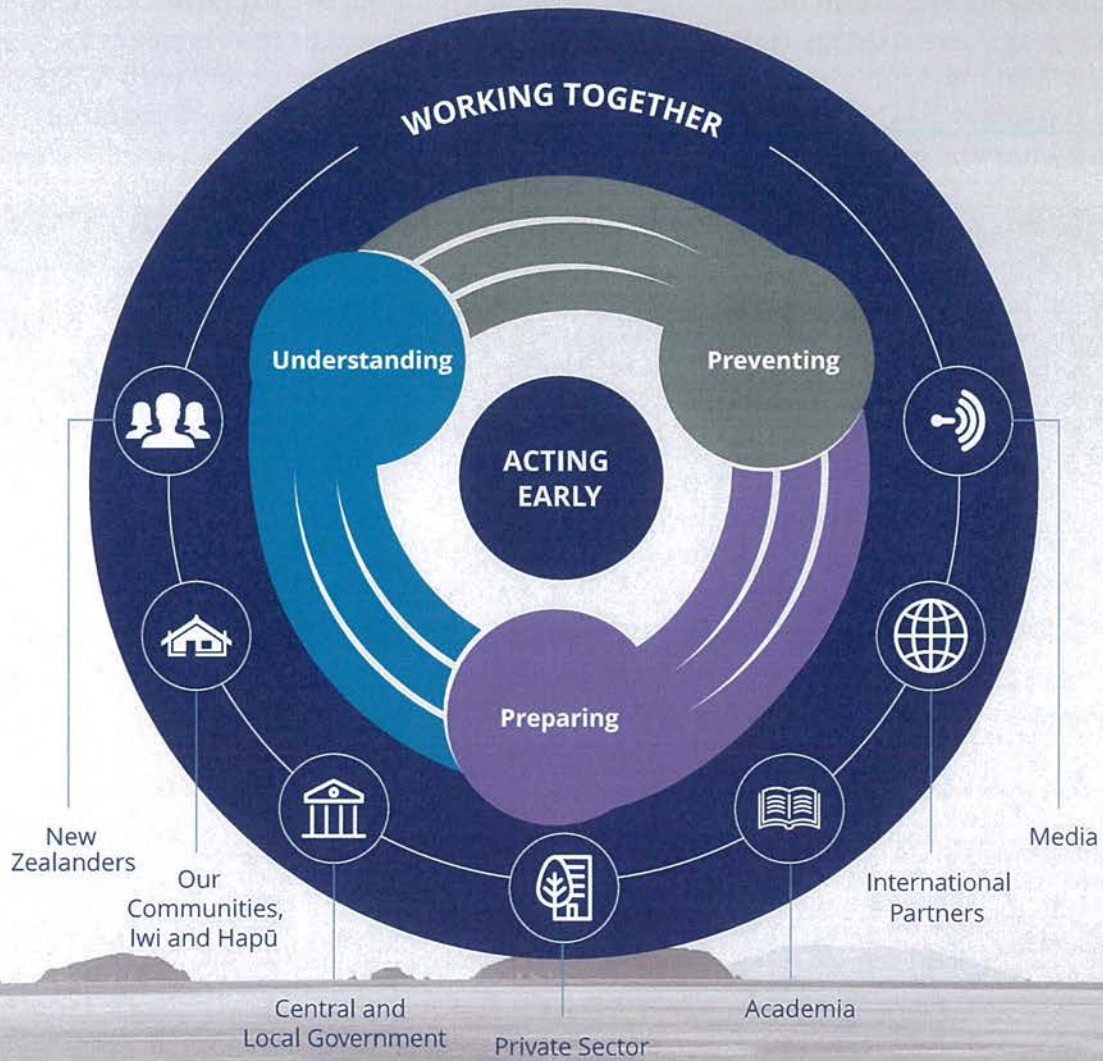 WORKING TOGETHER
Understanding
Preventing
ACTING
EARLY
Preparing
New
Zealanders
Our
Communities,
Iwi and Hapū
Central and
Local Government
Private Sector
Academia
International
Partners
Media